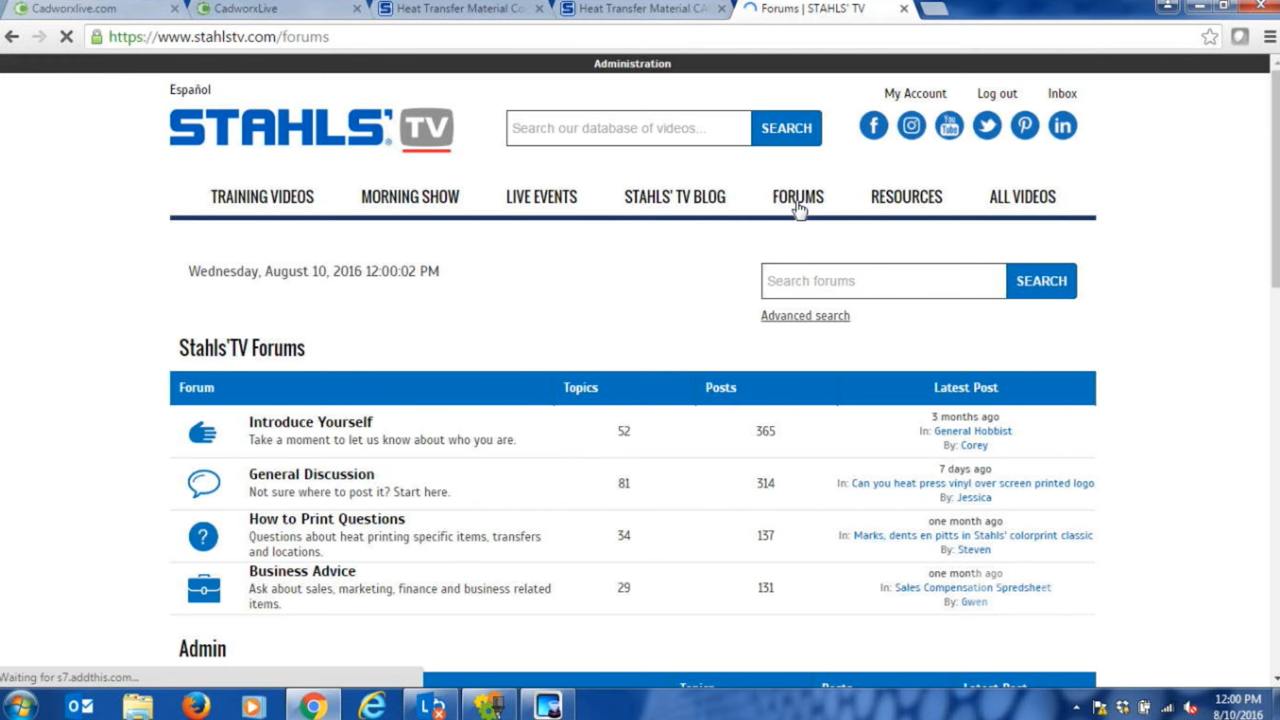 CadworxLive.com
CadworxLive
Heat Transfer Material Co
Heat Transfer Material CA
Forums | STAHLS' TV
https://www.stahlstv.com/forums
Administration
Español
My Account
Log out
Inbox
STAHLS' TV
Search our database of videos...
SEARCH
You Tube
TRAINING VIDEOS
MORNING SHOW
LIVE EVENTS
STAHLS' TV BLOG
FORUMS
RESOURCES
ALL VIDEOS
Wednesday, August 10, 2016 12:00:02 PM
Search forums
SEARCH
Advanced search
Stahls'TV Forums
Forum Topics Posts Latest Post
Introduce Yourself
Take a moment to let us know about who you are.
52
365
3 months ago
In: General Hobbist
By: Corey
General Discussion
Not sure where to post it? Start here.
81
314
7 days ago
In: Can you heat press vinyl over screen printed logo
By: Jessica
How to Print Questions
Questions about heat printing specific items, transfers
and locations.
34
137
one month ago
In: Marks, dents en pitts in Stahls' colorprint classic
By: Steven
Business Advice
Ask about sales, marketing, finance and business related
items.
29
131
one month ago
In: Sales Compensation Spredsheet
By: Gwen
Admin
Topics Posts Latest Post
Waiting for s7.addthis.com...
12:00 PM
8/10/2016